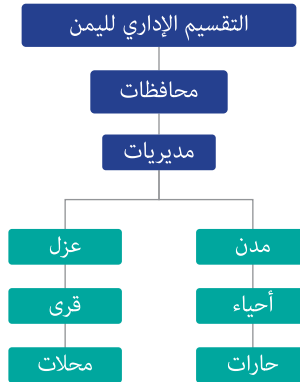 التقسيم الإداري لليمن
محافظات
مديريات
مدن
عزل
أحياء
قرى
حارات
محلات